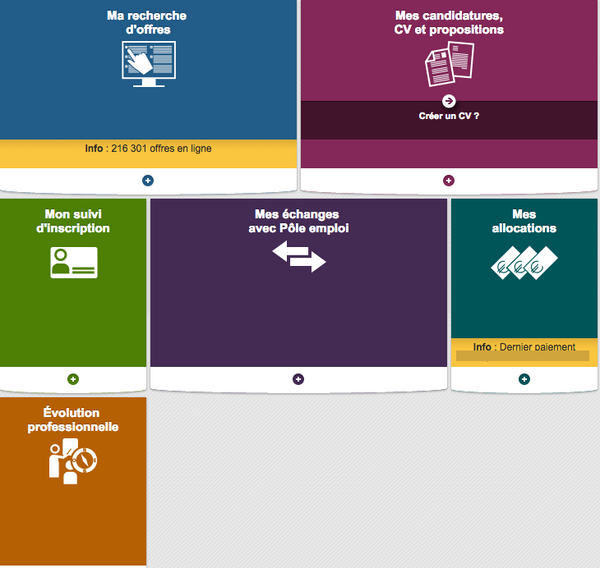 Ma recherche
d'offres
Mes candidatures,
CV et propositions
Créer un CV ?
Info : 216 301 offres en ligne
Mon suivi
d'inscription
Mes échanges
avec Pôle emploi
Mes
allocations
Info : Dernier paiement
Évolution
professionnelle